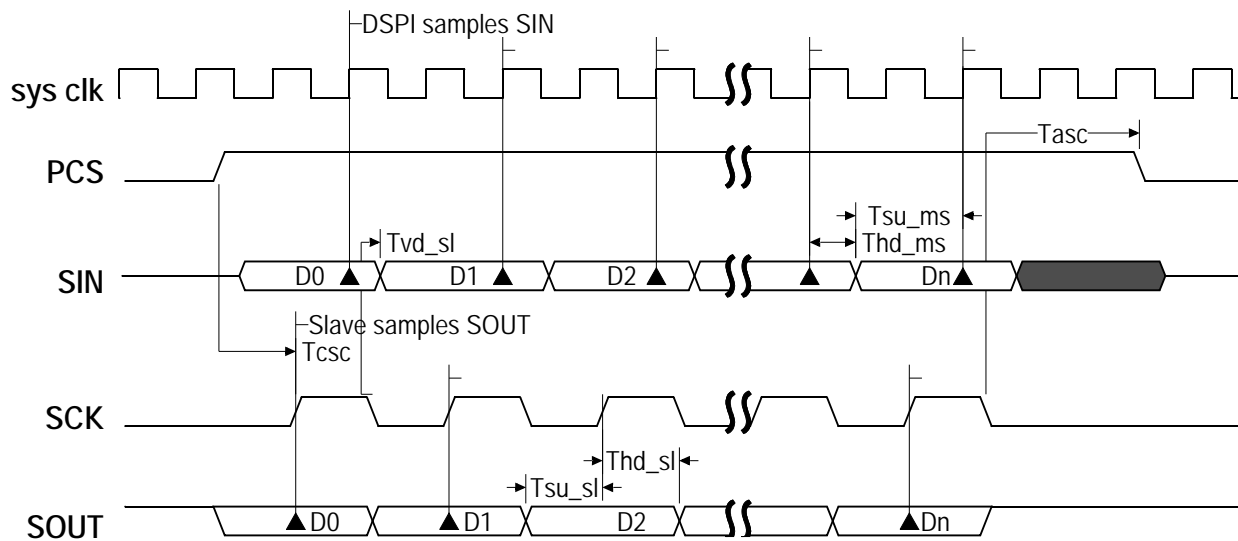 DSPI samples SIN
sys clk
Tasc
PCS
Tsu_ms
Tvd_sl
Thd_ms
SIN
D0
D1
D2
Dn
Slave samples SOUT
Tcsc
SCK
Thd_sl
Tsu_sl
SOUT
D0
D1
D2
Dn